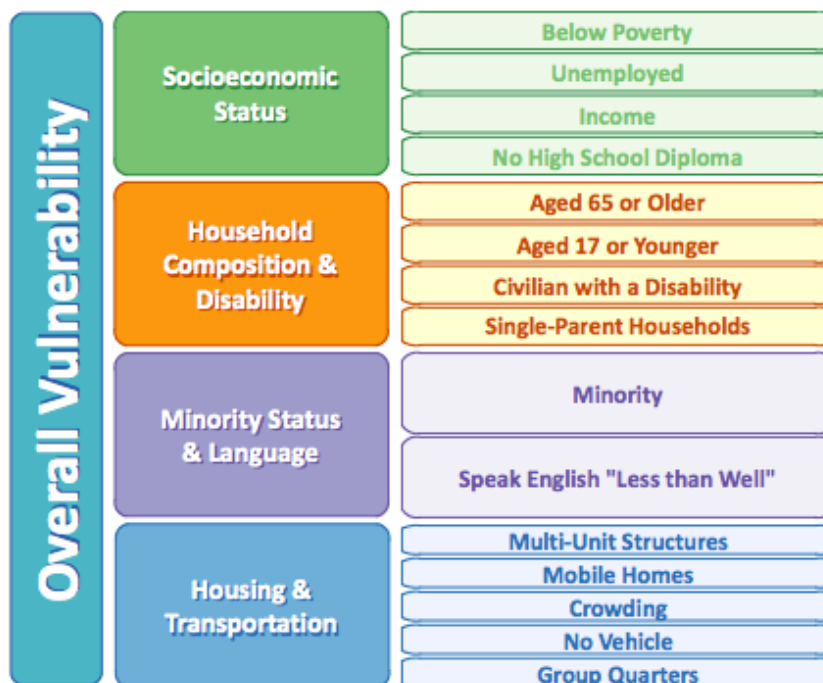 Overall Vulnerability
Socioeconomic
Status
Below Poverty
Unemployed
Income
No High School Diploma
Household
Composition &
Disability
Aged 65 or Older
Aged 17 or Younger
Civilian with a Disability
Single-Parent Households
Minority Status
& Language
Minority
Speak English "Less than Well"
Housing &
Transportation
Multi-Unit Structures
Mobile Homes
Crowding
No Vehicle
Group Quarters